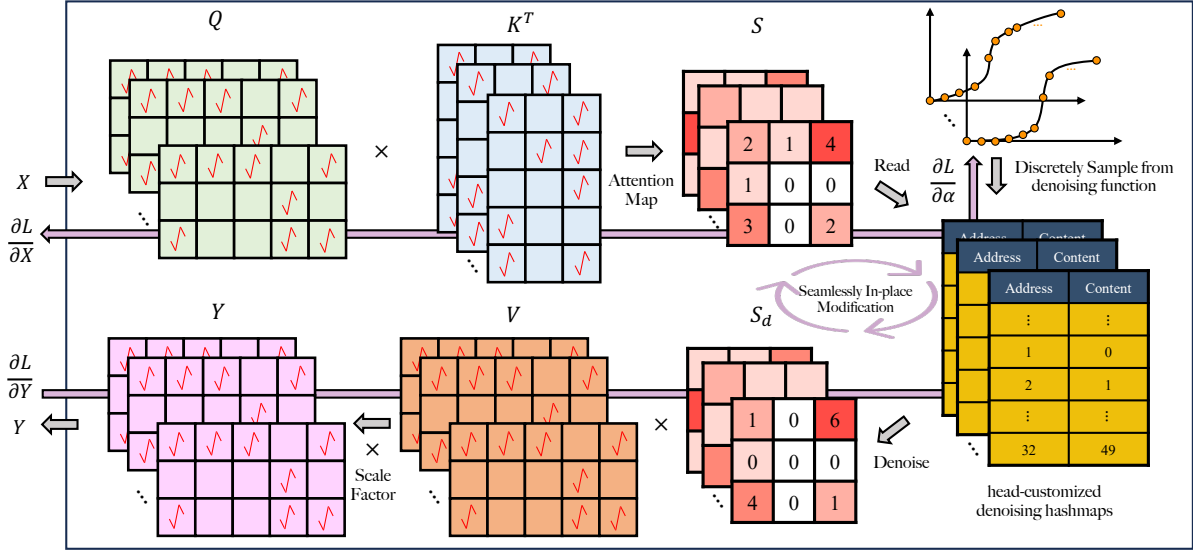 Q
K^T
S
×
X
∂L
∂X
Attention
Map
2 1 4
1 0 0
3 0 2
Read
∂L
∂α
Discretely Sample from
denoising function
...
...
Address Content
Address Content
Address Content
⋮ ⋮
1 0
2 1
⋮ ⋮
32 49
head-customized
denoising hashmaps
Seamlessly In-place
Modification
Y
V
S_d
∂L
∂Y
Y
×
Scale
Factor
×
1 0 6
0 0 0
4 0 1
Denoise